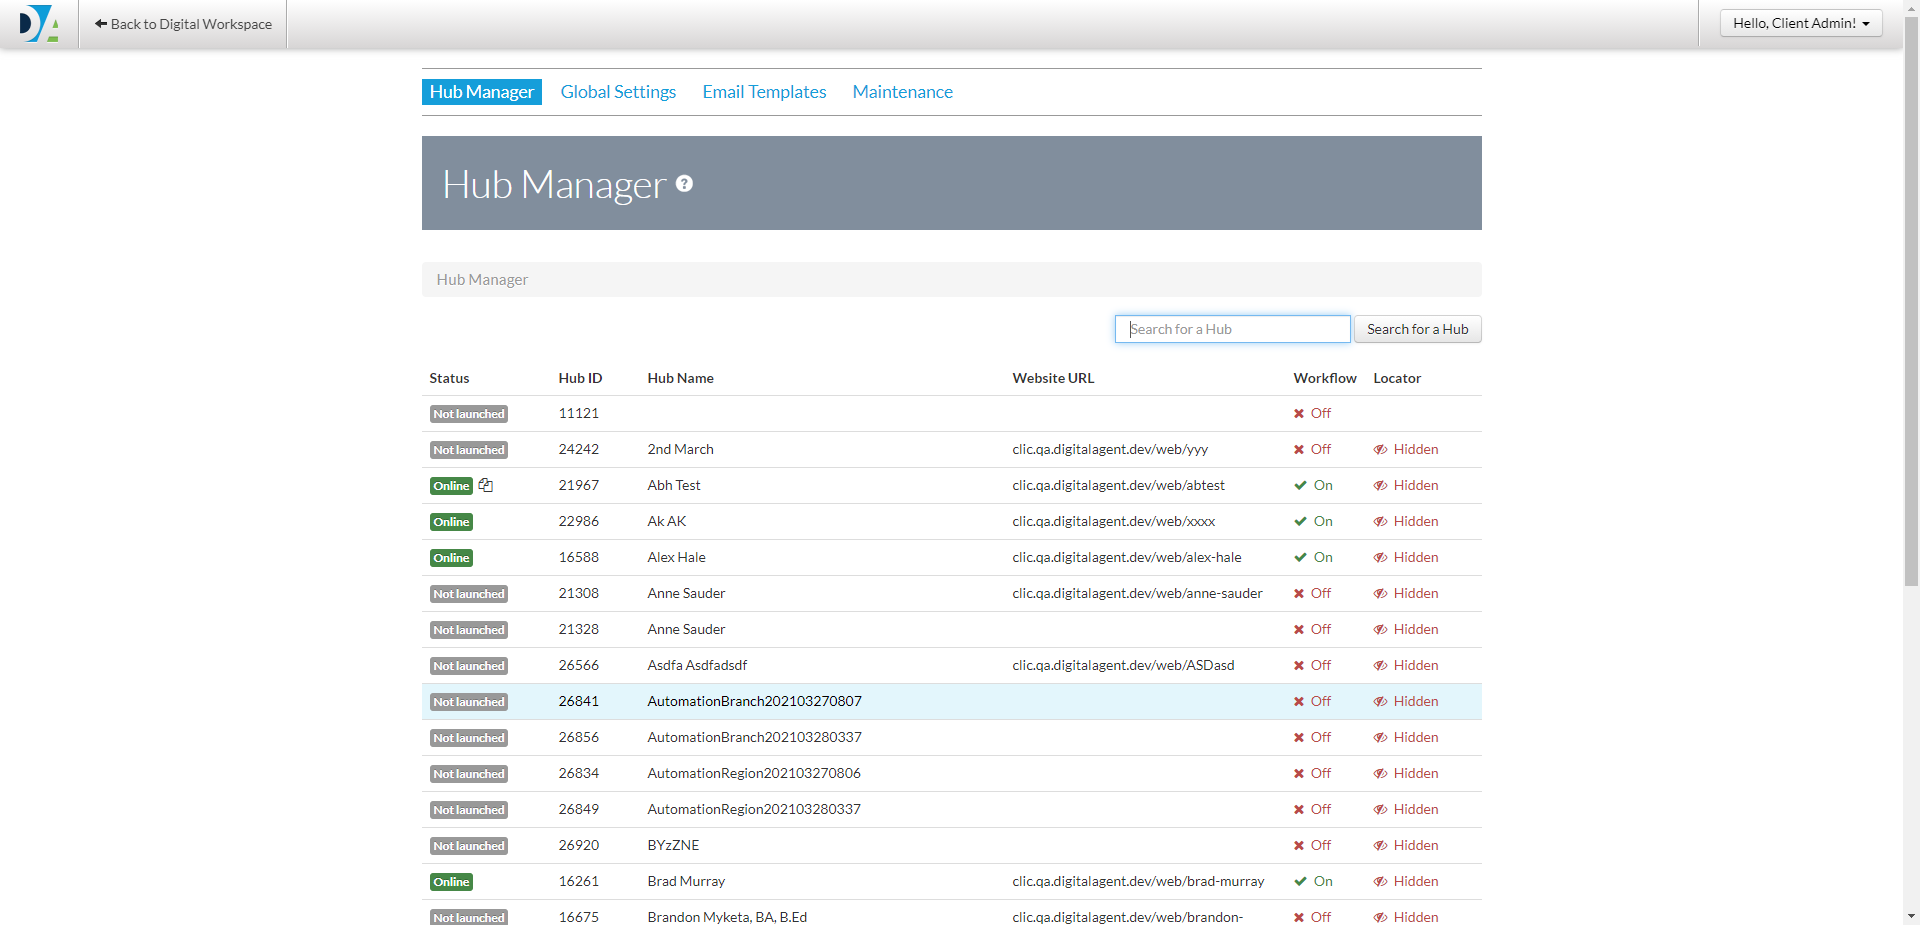 DA
Back to Digital Workspace
Hello, Client Admin!
Hub Manager Global Settings Email Templates Maintenance
Hub Manager ?
Hub Manager
Search for a Hub Search for a Hub
Status Hub ID Hub Name Website URL Workflow Locator
Not launched 11121 Off
Not launched 24242 2nd March clic.qa.digitalagent.dev/web/yyy Off Hidden
Online 21967 Abh Test clic.qa.digitalagent.dev/web/abtest On Hidden
Online 22986 Ak AK clic.qa.digitalagent.dev/web/xxxx On Hidden
Online 16588 Alex Hale clic.qa.digitalagent.dev/web/alex-hale On Hidden
Not launched 21308 Anne Sauder clic.qa.digitalagent.dev/web/anne-sauder Off Hidden
Not launched 21328 Anne Sauder Off Hidden
Not launched 26566 Asdfa Asdfadsdf clic.qa.digitalagent.dev/web/ASDasd Off Hidden
Not launched 26841 AutomationBranch202103270807 Off Hidden
Not launched 26856 AutomationBranch202103280337 Off Hidden
Not launched 26834 AutomationRegion202103270806 Off Hidden
Not launched 26849 AutomationRegion202103280337 Off Hidden
Not launched 26920 BYzZNE Off Hidden
Online 16261 Brad Murray clic.qa.digitalagent.dev/web/brad-murray On Hidden
Not launched 16675 Brandon Myketa, BA, B.Ed clic.qa.digitalagent.dev/web/brandon- Off Hidden